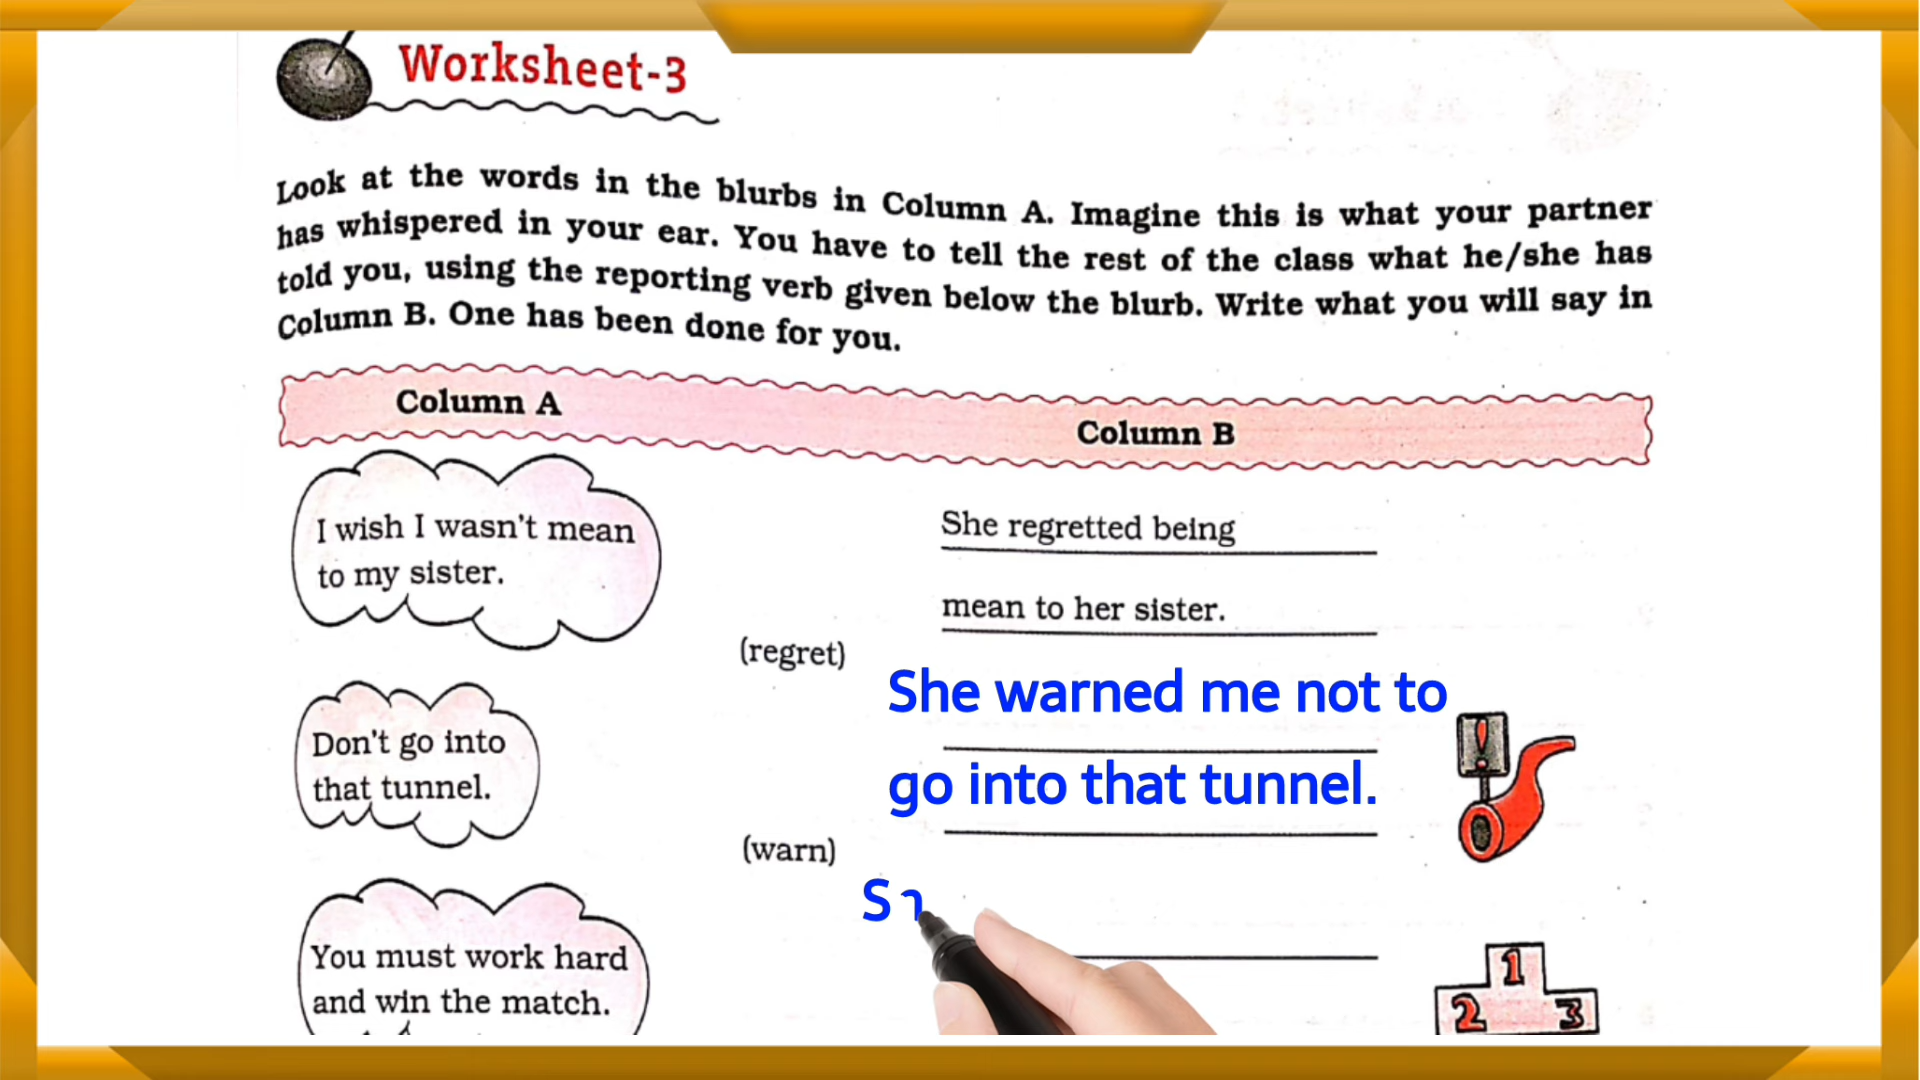 Worksheet-3
Look at the words in the blurbs in Column A. Imagine this is what your partner
has whispered in your ear. You have to tell the rest of the class what he/she has
told you, using the reporting verb given below the blurb. Write what you will say in
Column B. One has been done for you.
Column A
Column B
I wish I wasn't mean
to my sister.
She regretted being
mean to her sister.
(regret)
Don't go into
that tunnel.
She warned me not to
go into that tunnel.
(warn)
!
S
You must work hard
and win the match.
1
2 3